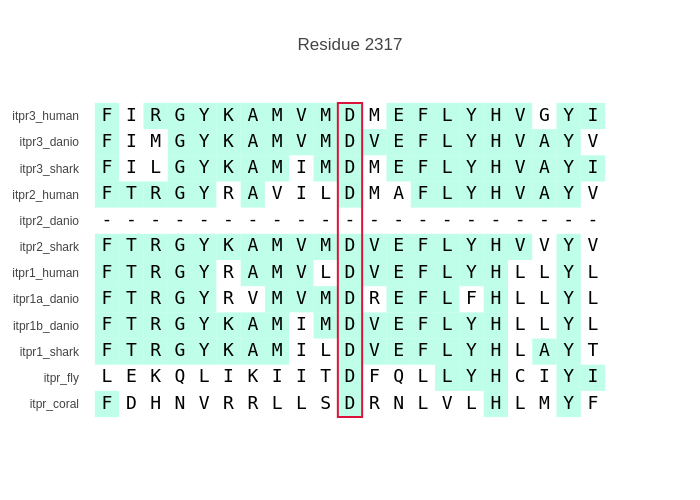 Residue 2317
itpr3_human F I R G Y K A M V M D M E F L Y H V G Y I
itpr3_danio F I M G Y K A M V M D V E F L Y H V A Y V
itpr3_shark F I L G Y K A M I M D M E F L Y H V A Y I
itpr2_human F T R G Y R A V I L D M A F L Y H V A Y V
itpr2_danio - - - - - - - - - - - - - - - - - - - - -
itpr2_shark F T R G Y K A M V M D V E F L Y H V V Y V
itpr1_human F T R G Y R A M V L D V E F L Y H L L Y L
itpr1a_danio F T R G Y R V M V M D R E F L F H L L Y L
itpr1b_danio F T R G Y K A M I M D V E F L Y H L L Y L
itpr1_shark F T R G Y K A M I L D V E F L Y H L A Y T
itpr_fly L E K Q L I K I I T D F Q L L Y H C I Y I
itpr_coral F D H N V R R L L S D R N L V L H L M Y F